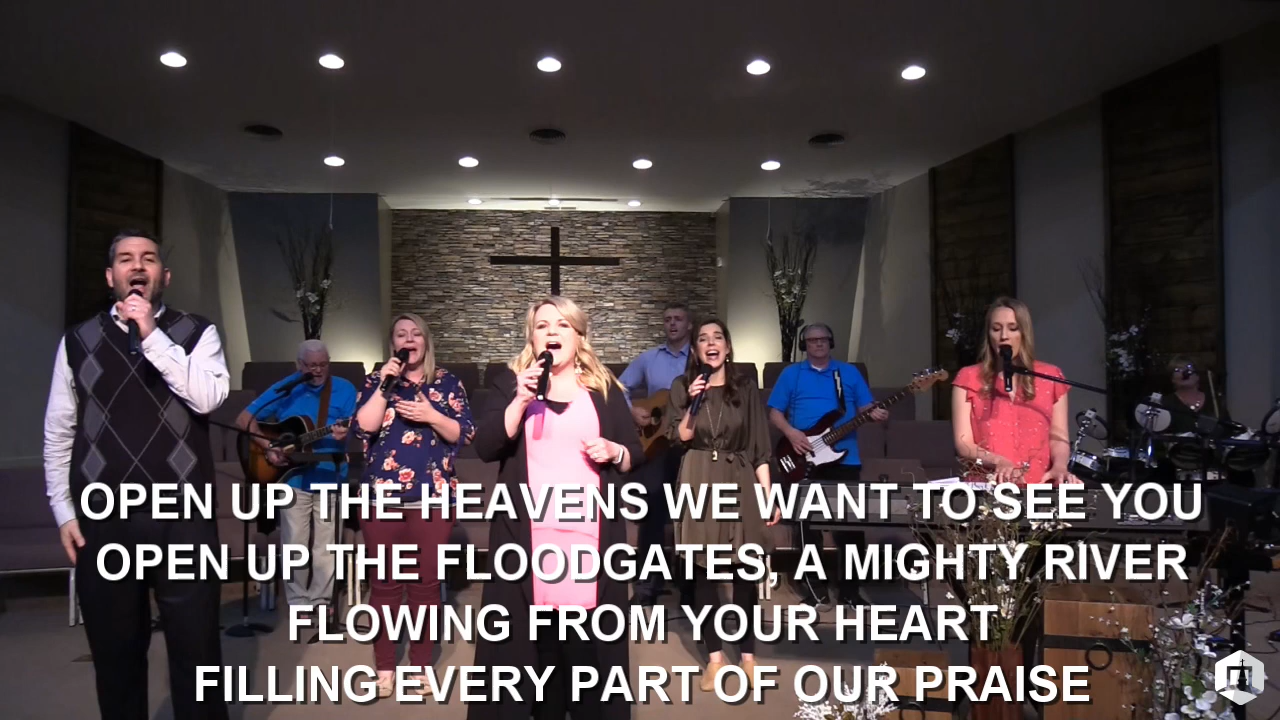 OPEN UP THE HEAVENS WE WANT TO SEE YOU
OPEN UP THE FLOODGATES, A MIGHTY RIVER
FLOWING FROM YOUR HEART
FILLING EVERY PART OF OUR PRAISE